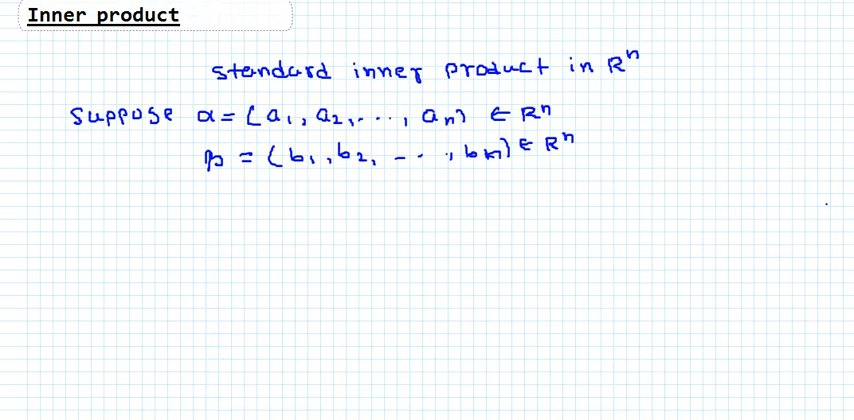 Inner product
standard inner product in Rⁿ
Suppose α = (a₁, a₂, ..., aₙ) ∈ Rⁿ
β = (b₁, b₂, ..., bₙ) ∈ Rⁿ